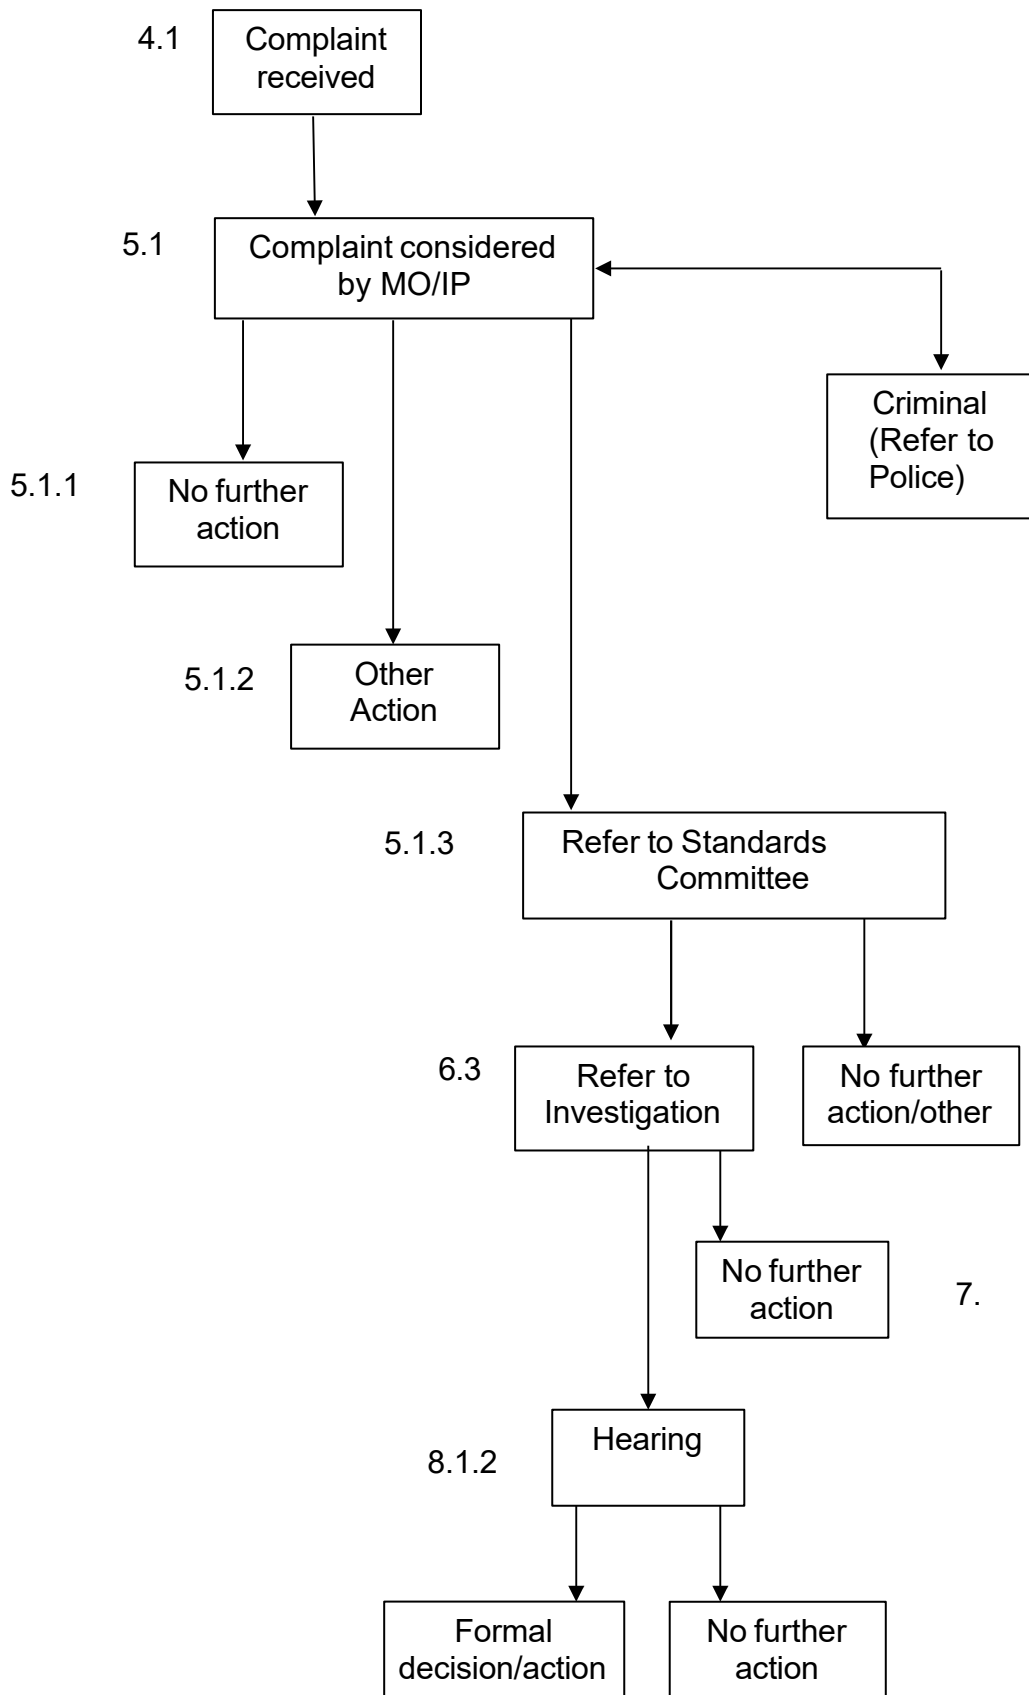 4.1
Complaint
received
5.1
Complaint considered
by MO/IP
Criminal
(Refer to
Police)
5.1.1
No further
action
5.1.2
Other
Action
5.1.3
Refer to Standards
Committee
6.3
Refer to
Investigation
No further
action/other
No further
action
7.
8.1.2
Hearing
Formal
decision/action
No further
action